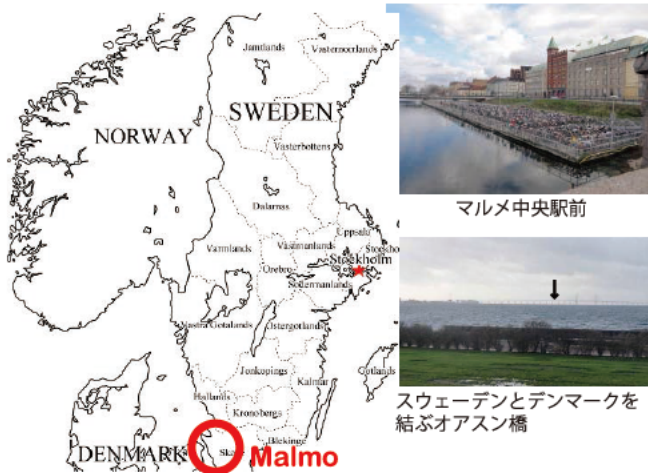 Jamtlands
Vasternorrlands
SWEDEN
NORWAY
Vasterbottens
Dalarnas
Uppsala
Varmlands
Vastmanlands
Stockholm
Orebro
Sodermanlands
Vastra Gotalands
Ostergotlands
Jonkopings
Gotlands
Kalmar
Hallands
Kronobergs
Blekinge
DENMARK
Malmo
マルメ中央駅前
スウェーデンとデンマークを
結ぶオアスン橋